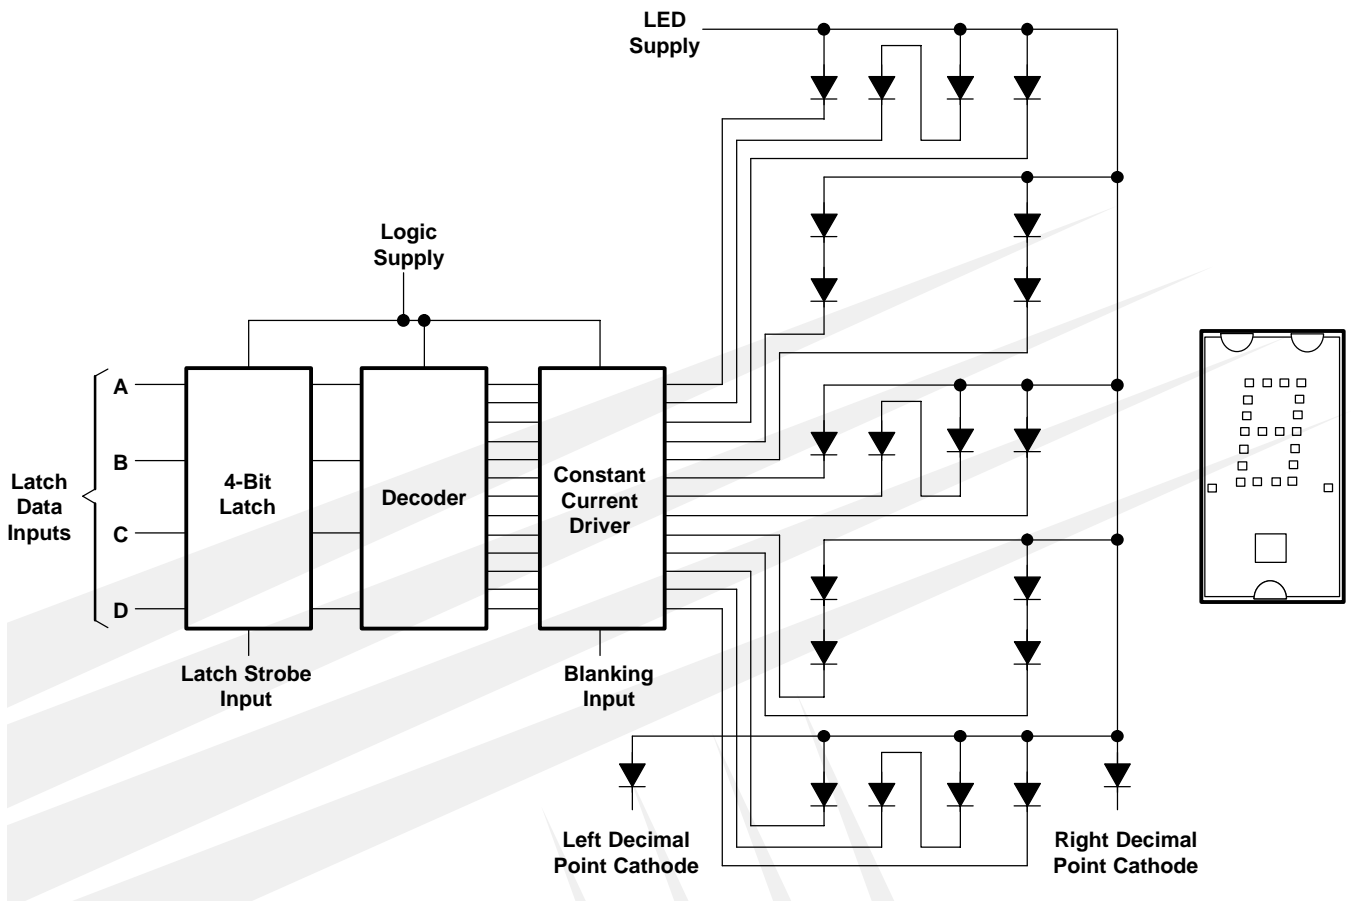 LED
Supply
Logic
Supply
A
B
C
D
Latch
Data
Inputs
4-Bit
Latch
Decoder
Constant
Current
Driver
Latch Strobe
Input
Blanking
Input
Left Decimal
Point Cathode
Right Decimal
Point Cathode